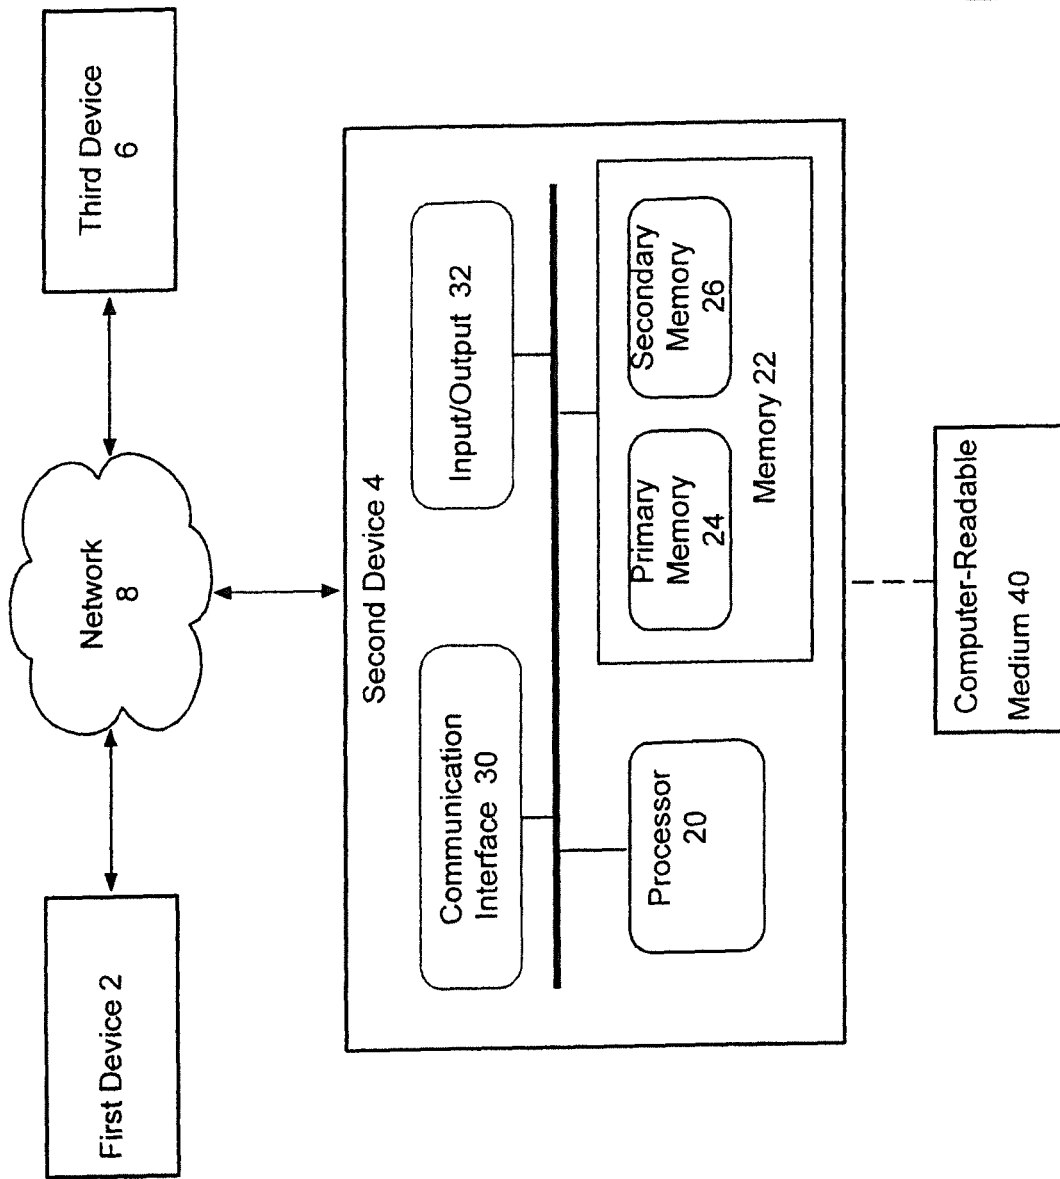 First Device 2
Network
8
Third Device
6
Second Device 4
Communication
Interface 30
Input/Output 32
Processor
20
Primary
Memory
24
Secondary
Memory
26
Memory 22
Computer-Readable
Medium 40